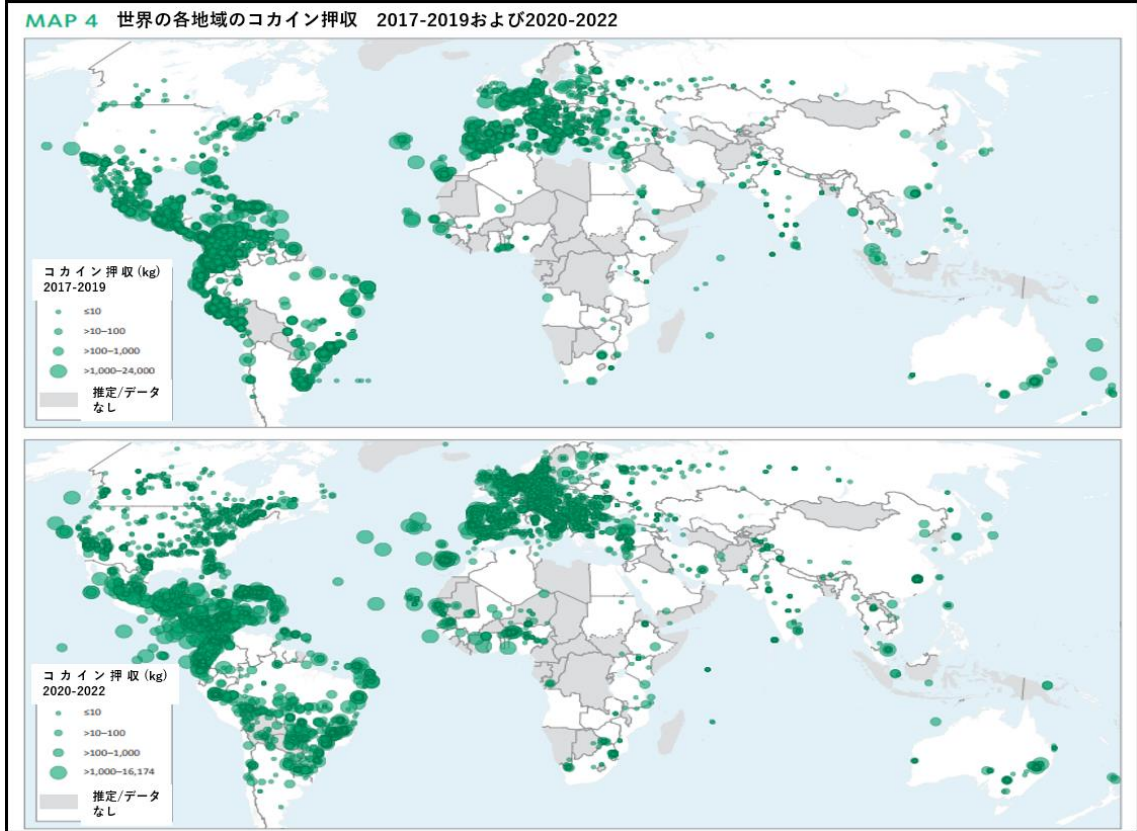 MAP 4 世界の各地域のコカイン押収 2017-2019および2020-2022
コカイン押収(kg)
2017-2019
≤10
>10–100
>100–1,000
>1,000–24,000
推定/データ
なし
コカイン押収(kg)
2020-2022
≤10
>10–100
>100–1,000
>1,000–16,174
推定/データ
なし